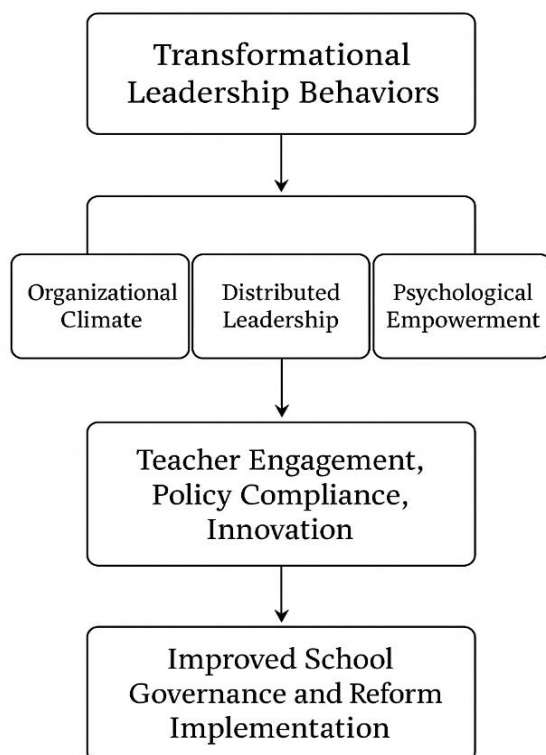 Transformational
Leadership Behaviors
Organizational
Climate
Distributed
Leadership
Psychological
Empowerment
Teacher Engagement,
Policy Compliance,
Innovation
Improved School
Governance and Reform
Implementation